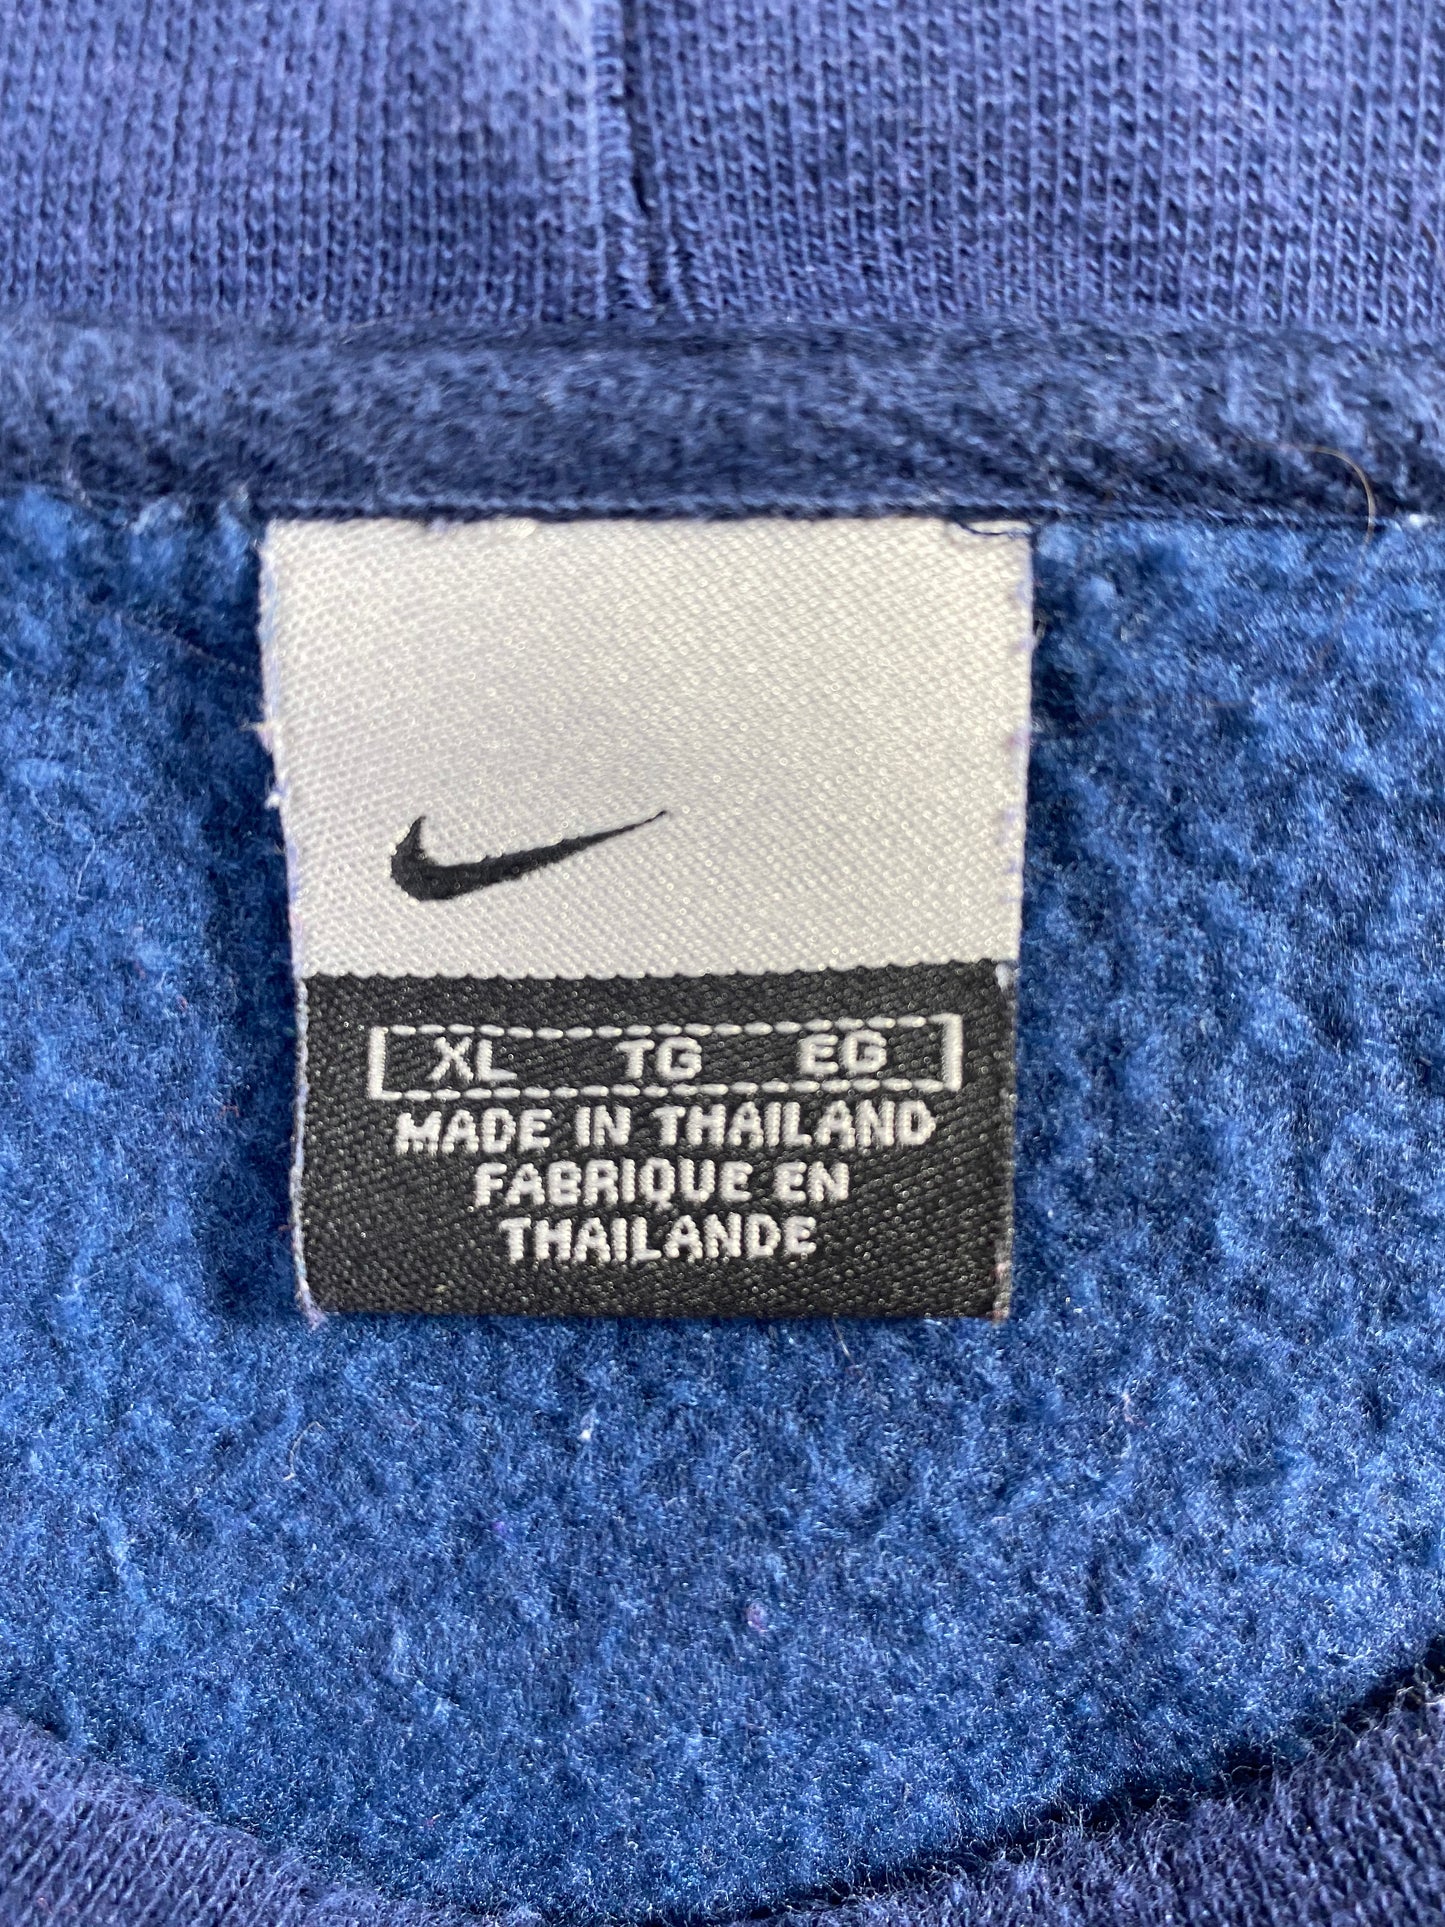 XL TG EG
MADE IN THAILAND
FABRIQUE EN
THAILANDE